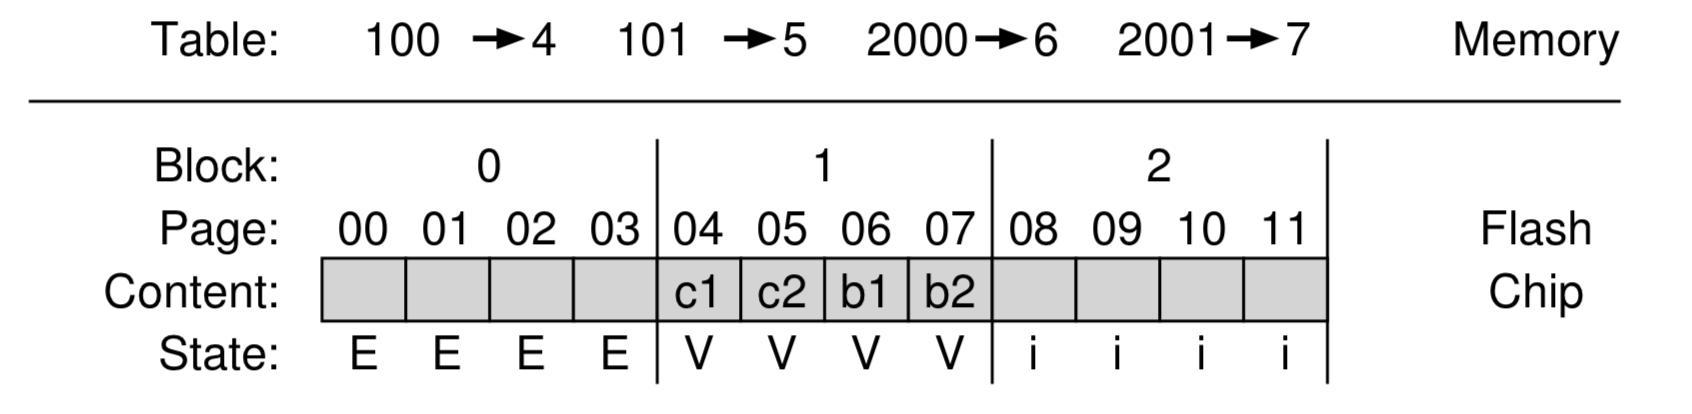 Table: 100 → 4 101 → 5 2000 → 6 2001 → 7 Memory
Block: 0 1 2
Page: 00 01 02 03 04 05 06 07 08 09 10 11 Flash
Content: c1 c2 b1 b2 Chip
State: E E E E V V V V i i i i